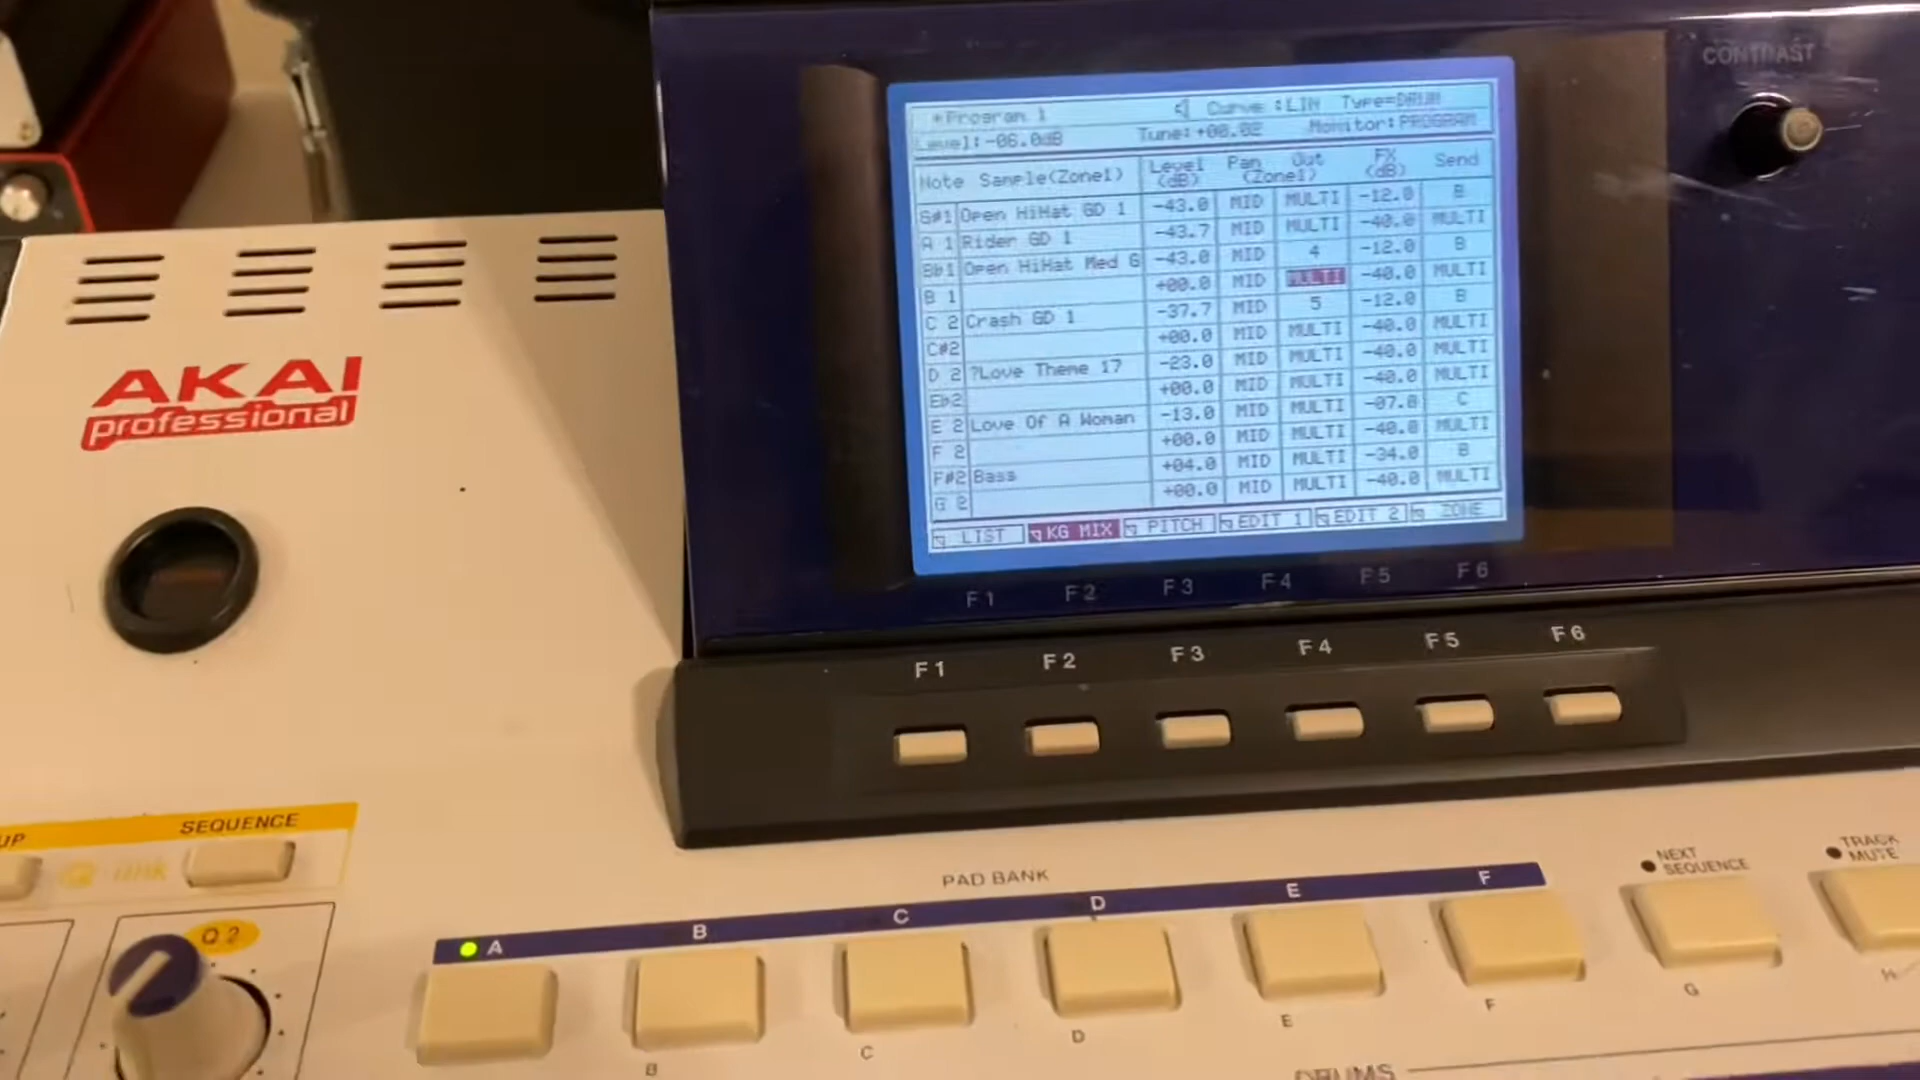 CONTRAST
*Program 1 Curve :LIN Type=DRUM
Level:-06.0dB Tune:+00.02 Monitor:PROGRAM
Note Sample(Zone1) Level (dB) Pan Out (Zone1) FX (dB) Send
G#1 Open HiHat GD 1 -43.0 MID MULTI -12.0 B
A 1 Rider GD 1 -43.7 MID MULTI -40.0 MULTI
Bb1 Open HiHat Med G -43.0 MID 4 -12.0 B
B 1 +00.0 MID MULTI -40.0 MULTI
C 2 Crash GD 1 -37.7 MID 5 -12.0 B
C#2 +00.0 MID MULTI -40.0 MULTI
D 2 ?Love Theme 17 -23.0 MID MULTI -40.0 MULTI
Eb2 +00.0 MID MULTI -40.0 MULTI
E 2 Love Of A Woman -13.0 MID MULTI -07.0 C
F 2 +00.0 MID MULTI -40.0 MULTI
F#2 Bass +04.0 MID MULTI -34.0 B
G 2 +00.0 MID MULTI -40.0 MULTI
LIST KG MIX PITCH EDIT 1 EDIT 2 ZONE
F1 F2 F3 F4 F5 F6
AKAI
professional
F1 F2 F3 F4 F5 F6
UP SEQUENCE
PAD BANK
NEXT SEQUENCE
TRACK MUTE
A B C D E F
Q2
B C D E F G H
DRUMS